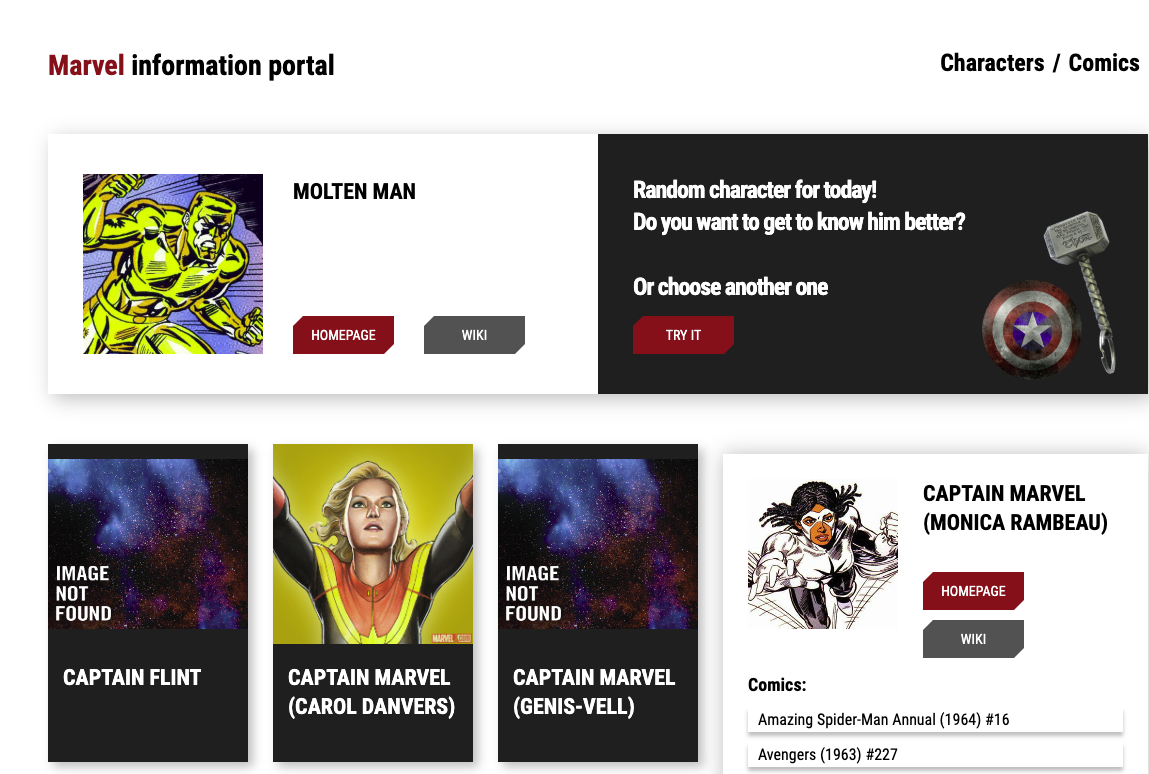 Marvel information portal
Characters / Comics
MOLTEN MAN
HOMEPAGE
WIKI
Random character for today!
Do you want to get to know him better?
Or choose another one
TRY IT
IMAGE
NOT
FOUND
CAPTAIN FLINT
MARVEL
CAPTAIN MARVEL
(CAROL DANVERS)
IMAGE
NOT
FOUND
CAPTAIN MARVEL
(GENIS-VELL)
CAPTAIN MARVEL
(MONICA RAMBEAU)
HOMEPAGE
WIKI
Comics:
Amazing Spider-Man Annual (1964) #16
Avengers (1963) #227